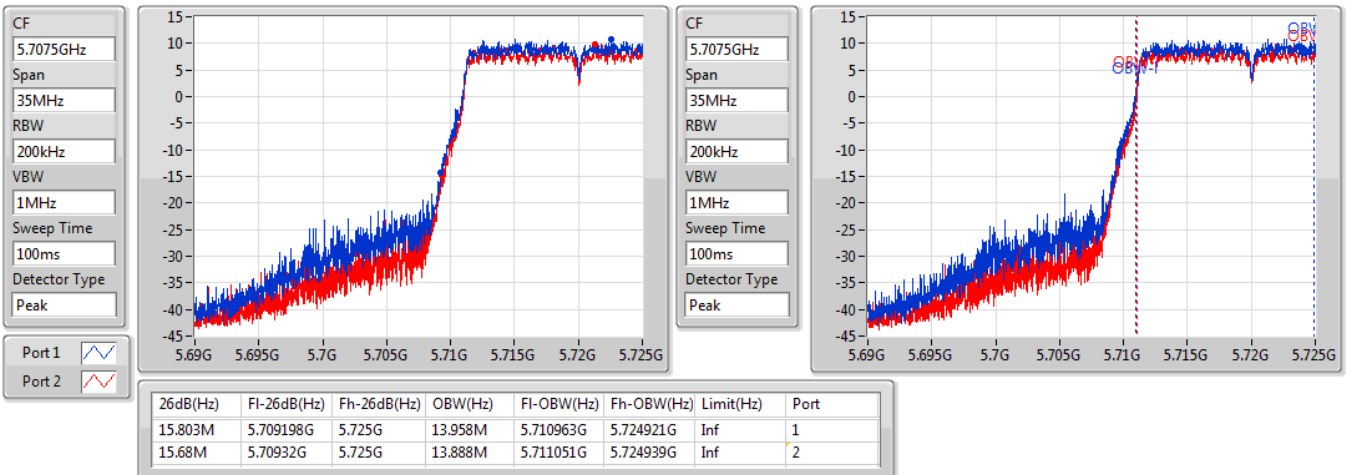 CF
5.7075GHz
Span
35MHz
RBW
200kHz
VBW
1MHz
Sweep Time
100ms
Detector Type
Peak
Port 1
Port 2
15
10
5
0
-5
-10
-15
-20
-25
-30
-35
-40
-45
5.69G 5.695G 5.7G 5.705G 5.71G 5.715G 5.72G 5.725G
CF
5.7075GHz
Span
35MHz
RBW
200kHz
VBW
1MHz
Sweep Time
100ms
Detector Type
Peak
15
10
5
0
-5
-10
-15
-20
-25
-30
-35
-40
-45
5.69G 5.695G 5.7G 5.705G 5.71G 5.715G 5.72G 5.725G
26dB(Hz) Fl-26dB(Hz) Fh-26dB(Hz) OBW(Hz) Fl-OBW(Hz) Fh-OBW(Hz) Limit(Hz) Port
15.803M 5.709198G 5.725G 13.958M 5.710963G 5.724921G Inf 1
15.68M 5.70932G 5.725G 13.888M 5.711051G 5.724939G Inf 2